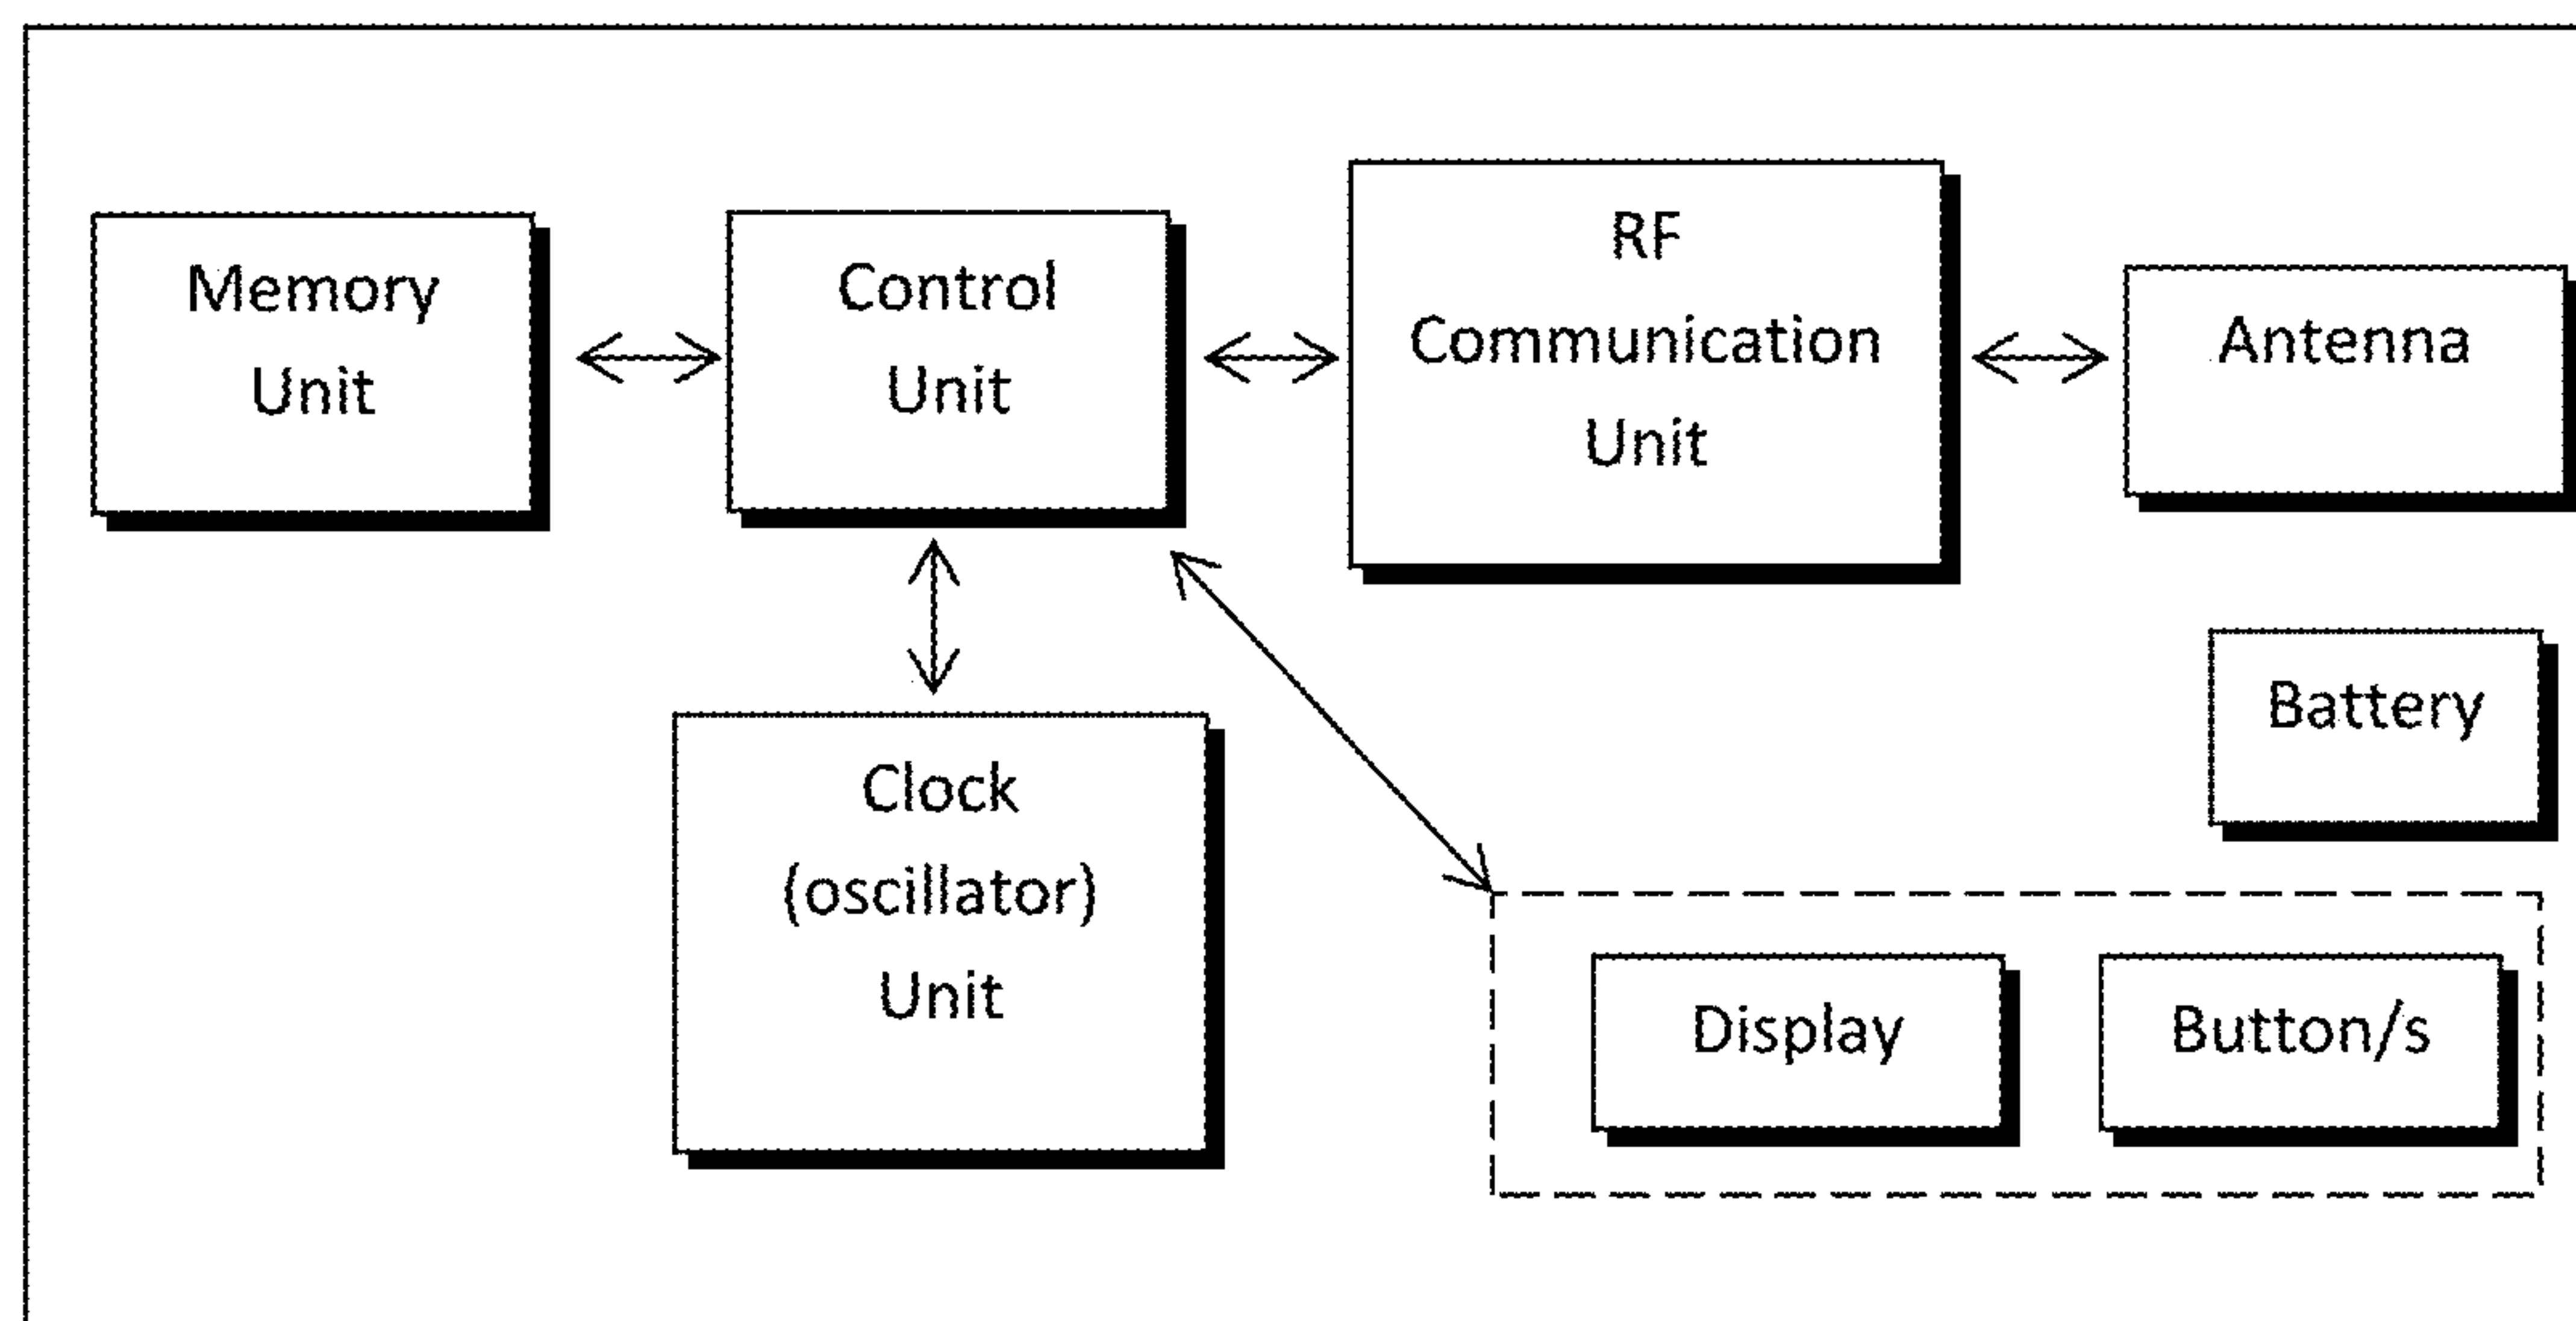 Memory
Unit
Control
Unit
RF
Communication
Unit
Antenna
Battery
Clock
(oscillator)
Unit
Display
Button/s